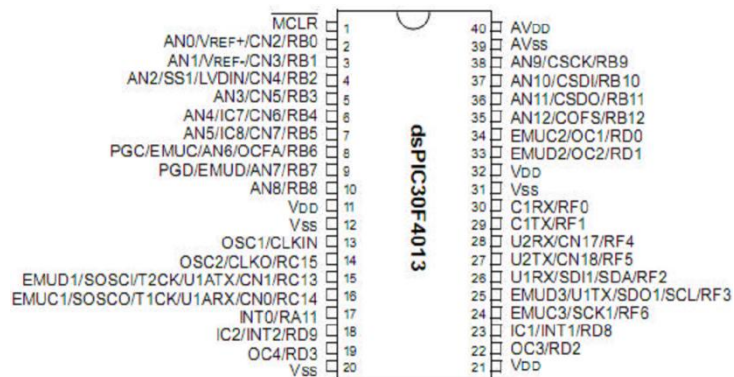 MCLR 1
AN0/VREF+/CN2/RB0 2
AN1/VREF-/CN3/RB1 3
AN2/SS1/LVDIN/CN4/RB2 4
AN3/CN5/RB3 5
AN4/IC7/CN6/RB4 6
AN5/IC8/CN7/RB5 7
PGC/EMUC/AN6/OCFA/RB6 8
PGD/EMUD/AN7/RB7 9
AN8/RB8 10
VDD 11
VSS 12
OSC1/CLKIN 13
OSC2/CLKO/RC15 14
EMUD1/SOSCI/T2CK/U1ATX/CN1/RC13 15
EMUC1/SOSCO/T1CK/U1ARX/CN0/RC14 16
INT0/RA11 17
IC2/INT2/RD9 18
OC4/RD3 19
VSS 20
dsPIC30F4013
40 AVDD
39 AVSS
38 AN9/CSCK/RB9
37 AN10/CSDI/RB10
36 AN11/CSDO/RB11
35 AN12/COFS/RB12
34 EMUC2/OC1/RD0
33 EMUD2/OC2/RD1
32 VDD
31 VSS
30 C1RX/RF0
29 C1TX/RF1
28 U2RX/CN17/RF4
27 U2TX/CN18/RF5
26 U1RX/SDI1/SDA/RF2
25 EMUD3/U1TX/SDO1/SCL/RF3
24 EMUC3/SCK1/RF6
23 IC1/INT1/RD8
22 OC3/RD2
21 VDD